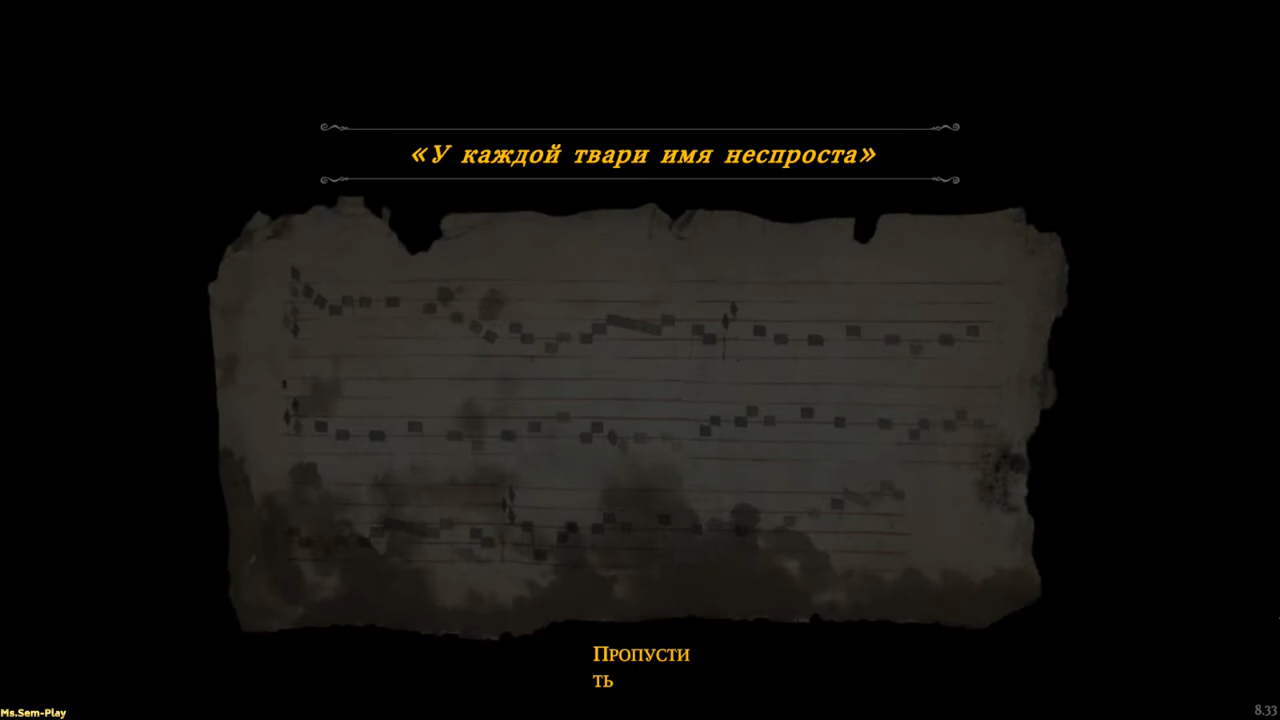 «У каждой твари имя неспроста»
Пропусти
ть
Ms.Sem-Play
8.33